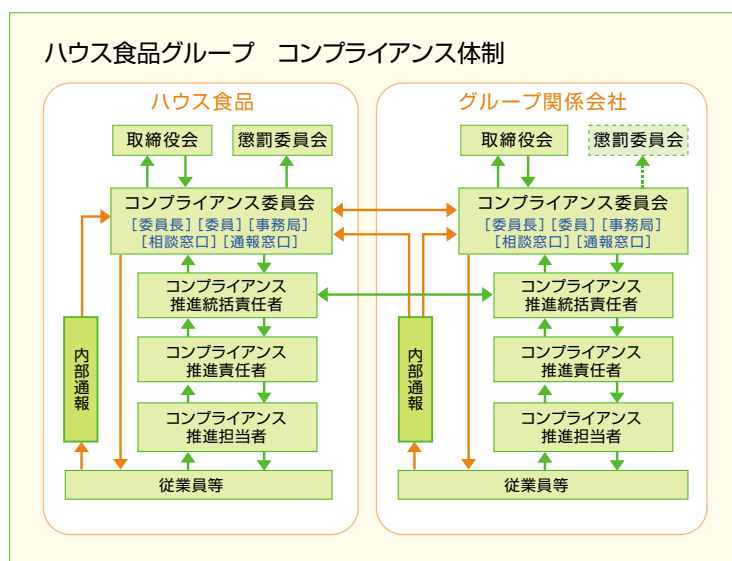 ハウス食品グループ　コンプライアンス体制
ハウス食品
取締役会
懲罰委員会
コンプライアンス委員会
[委員長] [委員] [事務局]
[相談窓口] [通報窓口]
コンプライアンス
推進統括責任者
コンプライアンス
推進責任者
コンプライアンス
推進担当者
内部通報
従業員等
グループ関係会社
取締役会
懲罰委員会
コンプライアンス委員会
[委員長] [委員] [事務局]
[相談窓口] [通報窓口]
コンプライアンス
推進統括責任者
コンプライアンス
推進責任者
コンプライアンス
推進担当者
内部通報
従業員等